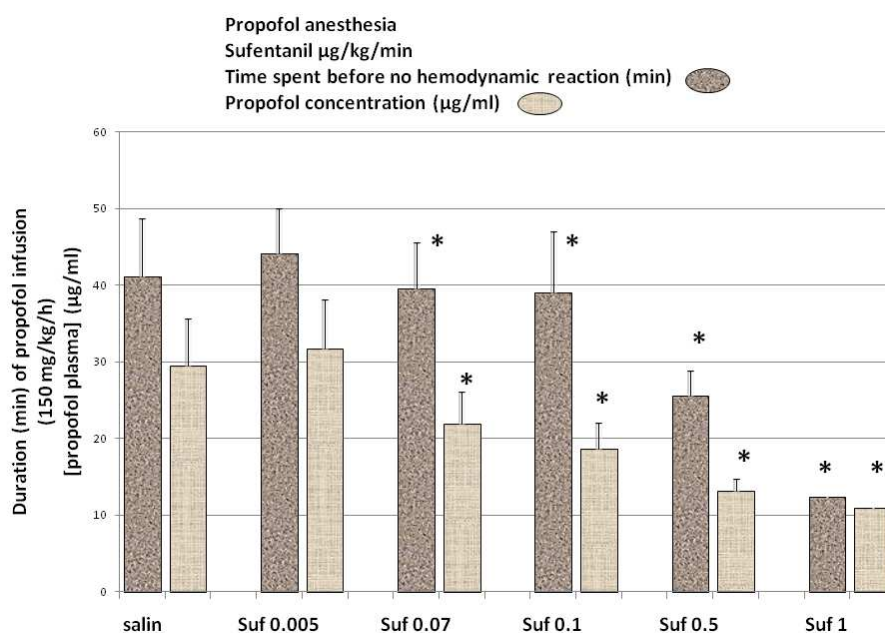 Propofol anesthesia
Sufentanil µg/kg/min
Time spent before no hemodynamic reaction (min)
Propofol concentration (µg/ml)
Duration (min) of propofol infusion
(150 mg/kg/h)
[propofol plasma] (µg/ml)
60
50
40
30
20
10
0
* * * * * * * *
salin Suf 0.005 Suf 0.07 Suf 0.1 Suf 0.5 Suf 1